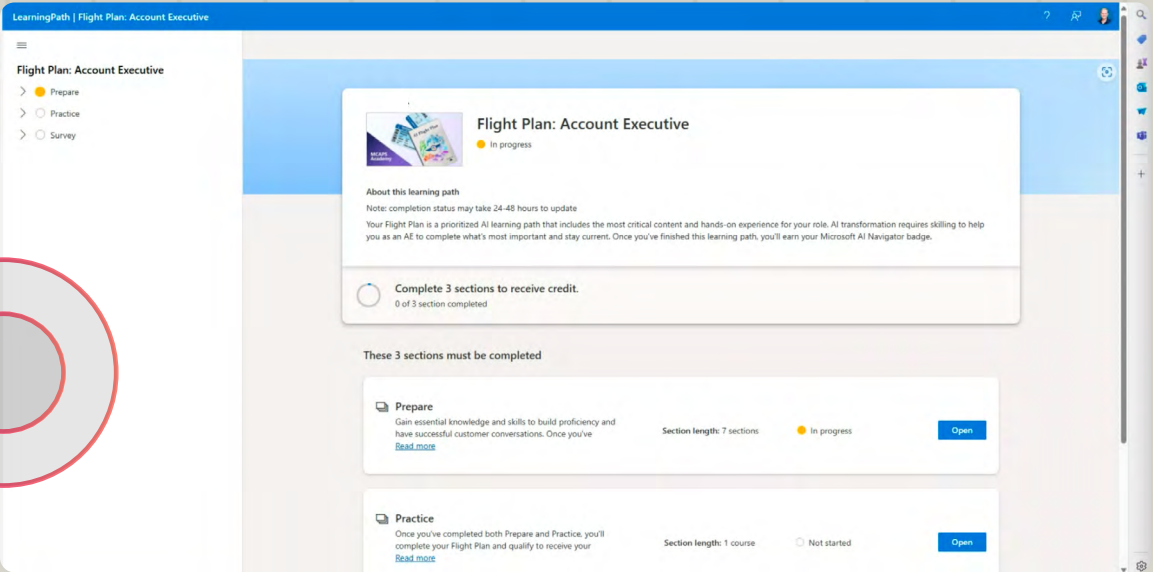 LearningPath | Flight Plan: Account Executive
?
Flight Plan: Account Executive
Prepare
Practice
Survey
AI Flight Plan
MCAPS
Academy
Flight Plan: Account Executive
In progress
About this learning path
Note: completion status may take 24-48 hours to update
Your Flight Plan is a prioritized AI learning path that includes the most critical content and hands-on experience for your role. AI transformation requires skilling to help
you as an AE to complete what's most important and stay current. Once you've finished this learning path, you'll earn your Microsoft AI Navigator badge.
Complete 3 sections to receive credit.
0 of 3 section completed
These 3 sections must be completed
Prepare
Gain essential knowledge and skills to build proficiency and
have successful customer conversations. Once you've
Read more
Section length: 7 sections
In progress
Open
Practice
Once you've completed both Prepare and Practice, you'll
complete your Flight Plan and qualify to receive your
Read more
Section length: 1 course
Not started
Open